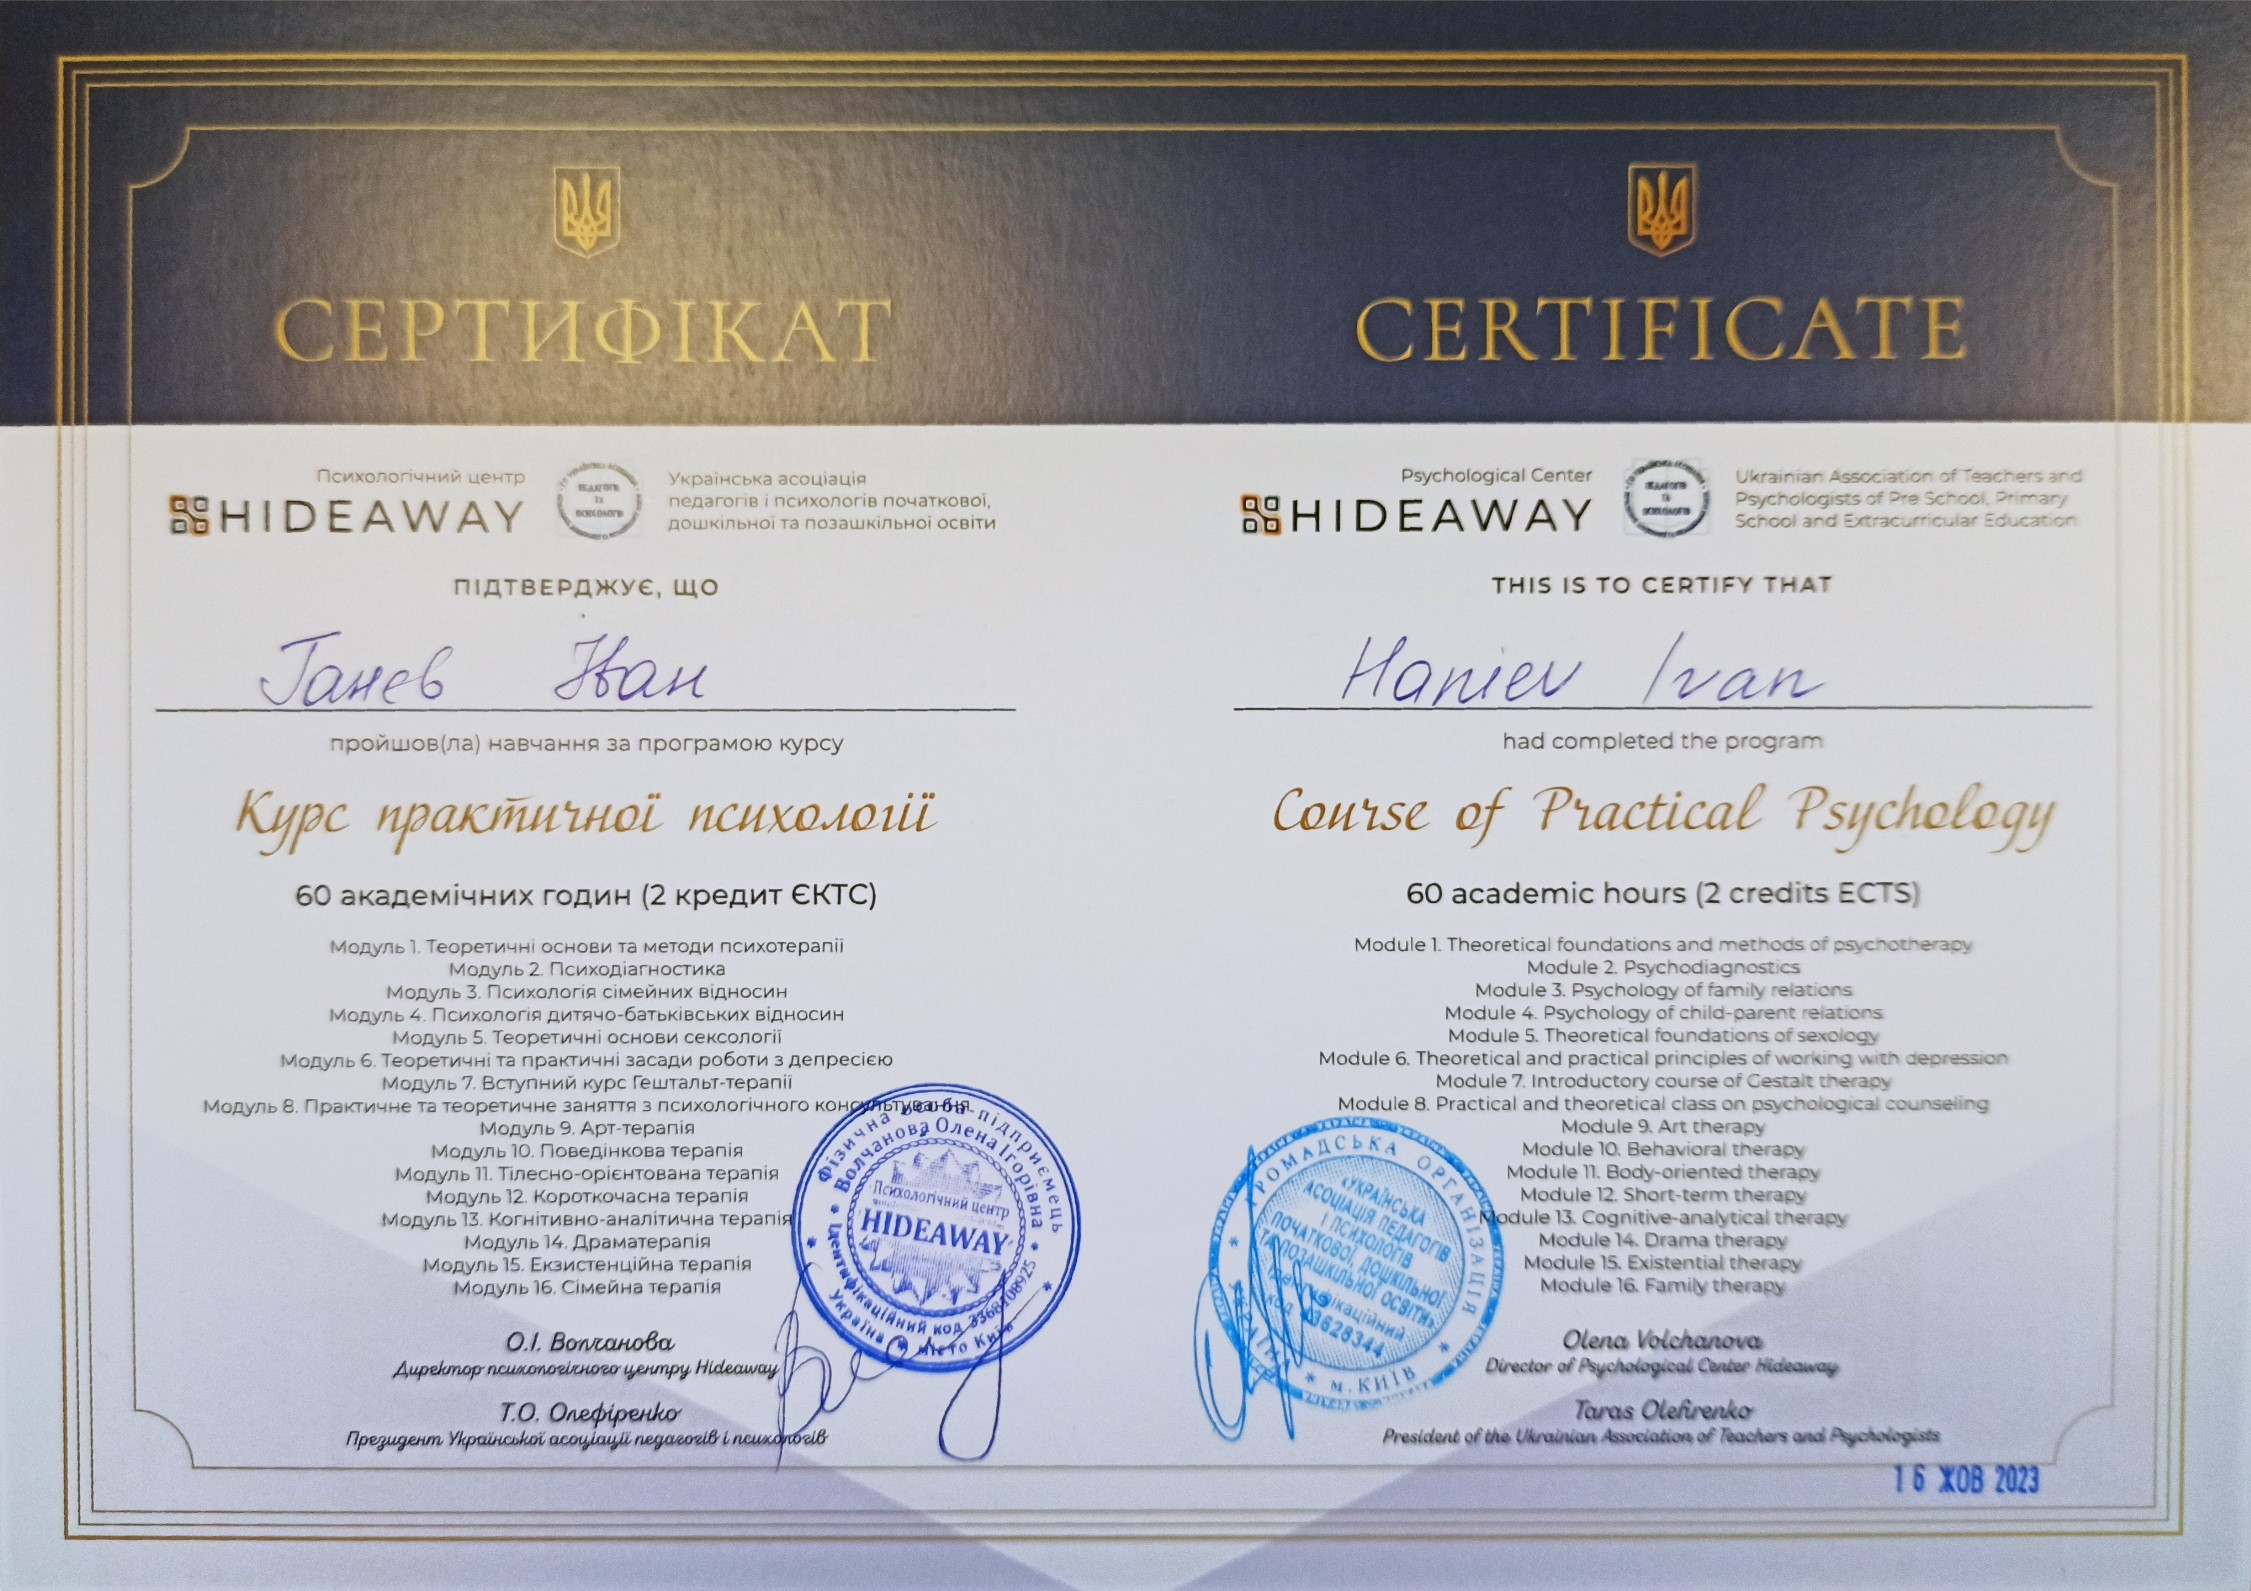 СЕРТИФІКАТ
Психологічний центр
HIDEAWAY
ПЕДАГОГІВ
ТА
ПСИХОЛОГІВ
Українська асоціація
педагогів і психологів початкової,
дошкільної та позашкільної освіти
ПІДТВЕРДЖУЄ, ЩО
Ганєв Іван
пройшов(ла) навчання за програмою курсу
Курс практичної психології
60 академічних годин (2 кредит ЄКТС)
Модуль 1. Теоретичні основи та методи психотерапії
Модуль 2. Психодіагностика
Модуль 3. Психологія сімейних відносин
Модуль 4. Психологія дитячо-батьківських відносин
Модуль 5. Теоретичні основи сексології
Модуль 6. Теоретичні та практичні засади роботи з депресією
Модуль 7. Вступний курс Гештальт-терапії
Модуль 8. Практичне та теоретичне заняття з психологічного консультування
Модуль 9. Арт-терапія
Модуль 10. Поведінкова терапія
Модуль 11. Тілесно-орієнтована терапія
Модуль 12. Короткочасна терапія
Модуль 13. Когнітивно-аналітична терапія
Модуль 14. Драматерапія
Модуль 15. Екзистенційна терапія
Модуль 16. Сімейна терапія
О.І. Волчанова
Директор психологічного центру Hideaway
Т.О. Олефіренко
Президент Української асоціації педагогів і психологів
Фізична особа-підприємець
Волчанова Олена Ігорівна
Психологічний центр
HIDEAWAY
Ідентифікаційний код 3368108925
Україна * місто Київ
CERTIFICATE
Psychological Center
HIDEAWAY
ПЕДАГОГІВ
ТА
ПСИХОЛОГІВ
Ukrainian Association of Teachers and
Psychologists of Pre School, Primary
School and Extracurricular Education
THIS IS TO CERTIFY THAT
Haniev Ivan
had completed the program
Course of Practical Psychology
60 academic hours (2 credits ECTS)
Module 1. Theoretical foundations and methods of psychotherapy
Module 2. Psychodiagnostics
Module 3. Psychology of family relations
Module 4. Psychology of child-parent relations
Module 5. Theoretical foundations of sexology
Module 6. Theoretical and practical principles of working with depression
Module 7. Introductory course of Gestalt therapy
Module 8. Practical and theoretical class on psychological counseling
Module 9. Art therapy
Module 10. Behavioral therapy
Module 11. Body-oriented therapy
Module 12. Short-term therapy
Module 13. Cognitive-analytical therapy
Module 14. Drama therapy
Module 15. Existential therapy
Module 16. Family therapy
ГРОМАДСЬКА ОРГАНІЗАЦІЯ
«УКРАЇНСЬКА
АСОЦІАЦІЯ ПЕДАГОГІВ
І ПСИХОЛОГІВ
ПОЧАТКОВОЇ, ДОШКІЛЬНОЇ
ТА ПОЗАШКІЛЬНОЇ ОСВІТИ»
Ідентифікаційний
код 43628344
УКРАЇНА * м.КИЇВ
Olena Volchanova
Director of Psychological Center Hideaway
Taras Olefirenko
President of the Ukrainian Association of Teachers and Psychologists
16 ЖОВ 2023